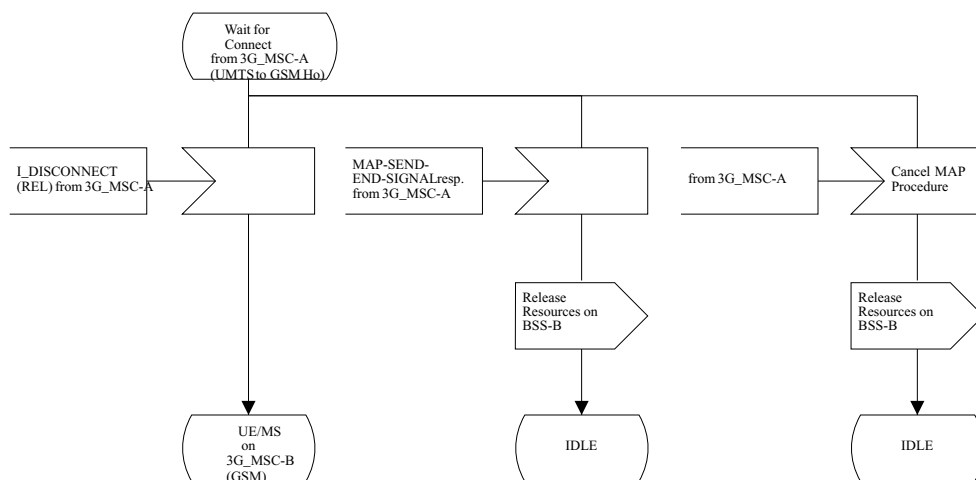 Wait for
Connect
from 3G_MSC-A
(UMTS to GSM Ho)
I_DISCONNECT
(REL) from 3G_MSC-A
MAP-SEND-
END-SIGNALresp.
from 3G_MSC-A
from 3G_MSC-A
Cancel MAP
Procedure
Release
Resources on
BSS-B
Release
Resources on
BSS-B
UE/MS
on
3G_MSC-B
(GSM)
IDLE
IDLE